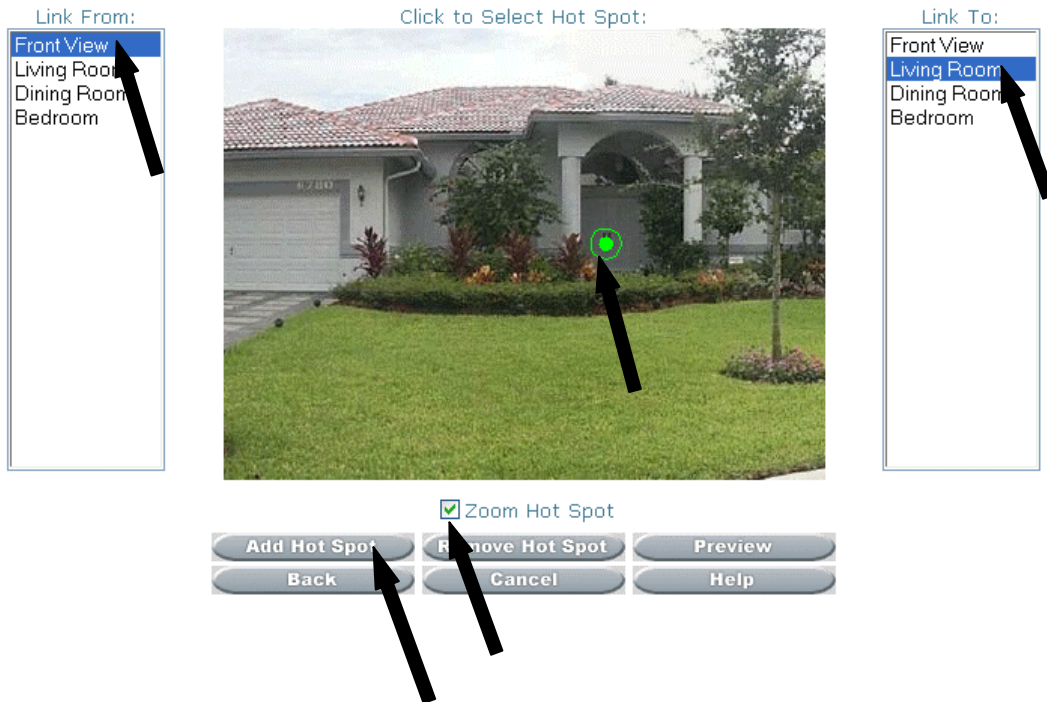 Link From:
Front View
Living Room
Dining Room
Bedroom
Click to Select Hot Spot:
6780
Link To:
Front View
Living Room
Dining Room
Bedroom
Zoom Hot Spot
Add Hot Spot
Remove Hot Spot
Preview
Back
Cancel
Help